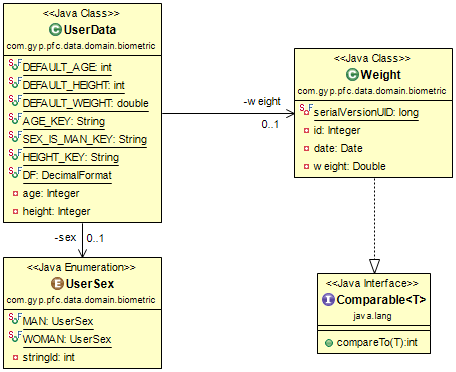 <<Java Class>>
UserData
com.gyp.pfc.data.domain.biometric
DEFAULT_AGE: int
DEFAULT_HEIGHT: int
DEFAULT_WEIGHT: double
AGE_KEY: String
SEX_IS_MAN_KEY: String
HEIGHT_KEY: String
DF: DecimalFormat
age: Integer
height: Integer
-weight
0..1
<<Java Class>>
Weight
com.gyp.pfc.data.domain.biometric
serialVersionUID: long
id: Integer
date: Date
weight: Double
-sex
0..1
<<Java Enumeration>>
UserSex
com.gyp.pfc.data.domain.biometric
MAN: UserSex
WOMAN: UserSex
stringId: int
<<Java Interface>>
Comparable<T>
java.lang
compareTo(T):int